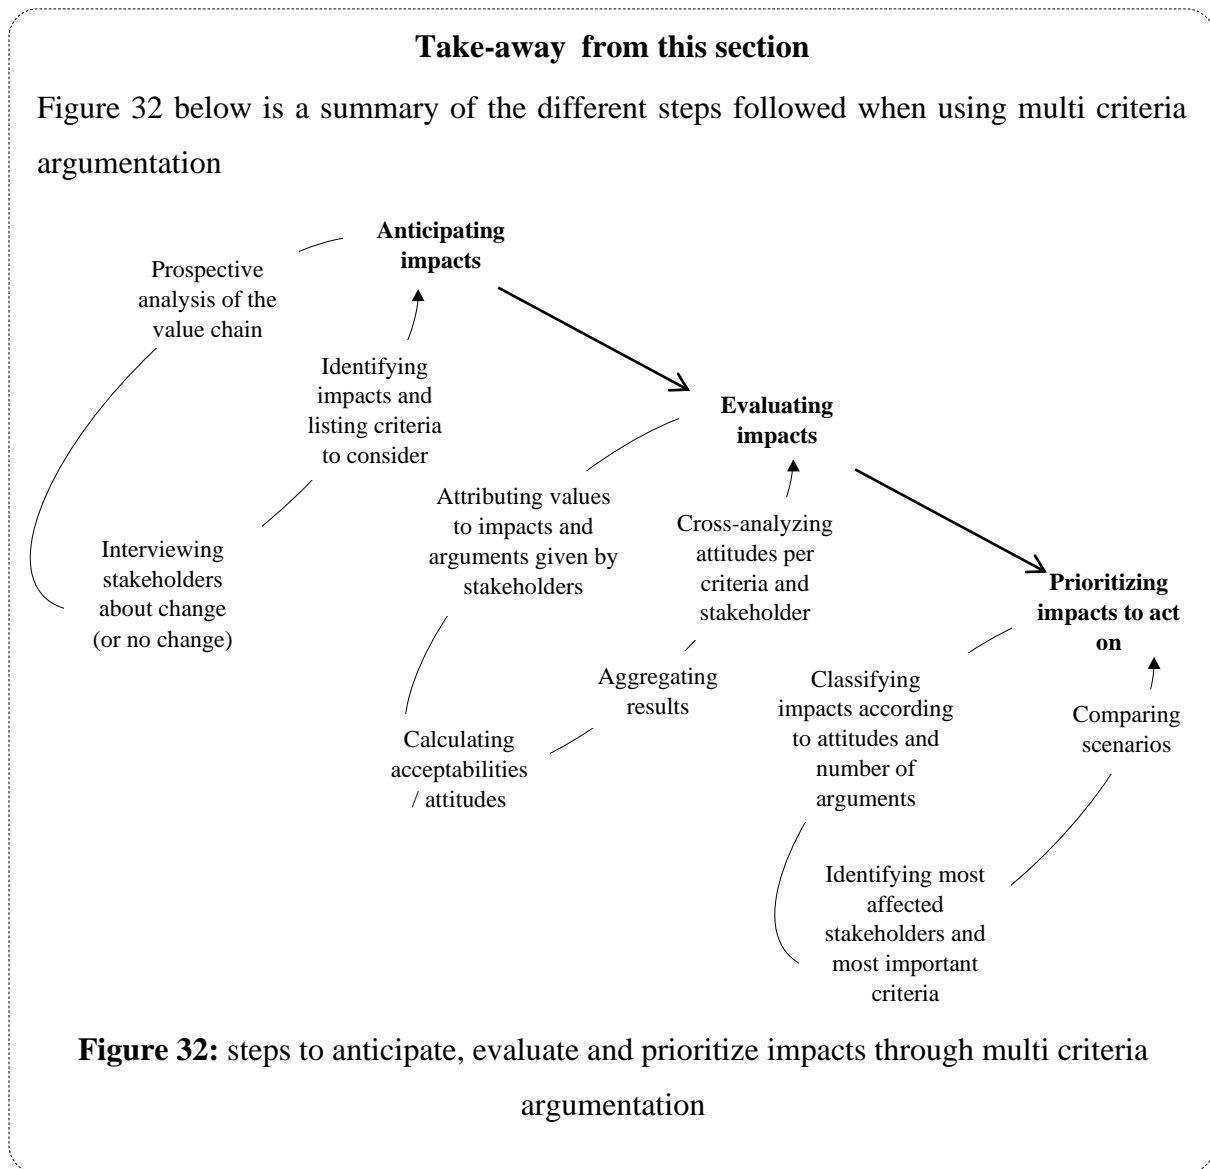 Take-away from this section
Figure 32 below is a summary of the different steps followed when using multi criteria
argumentation
Anticipating
impacts
Prospective
analysis of the
value chain
Interviewing
stakeholders
about change
(or no change)
Identifying
impacts and
listing criteria
to consider
Evaluating
impacts
Attributing values
to impacts and
arguments given by
stakeholders
Calculating
acceptabilities
/ attitudes
Aggregating
results
Cross-analyzing
attitudes per
criteria and
stakeholder
Prioritizing
impacts to act
on
Classifying
impacts according
to attitudes and
number of
arguments
Identifying most
affected
stakeholders and
most important
criteria
Comparing
scenarios
Figure 32: steps to anticipate, evaluate and prioritize impacts through multi criteria
argumentation